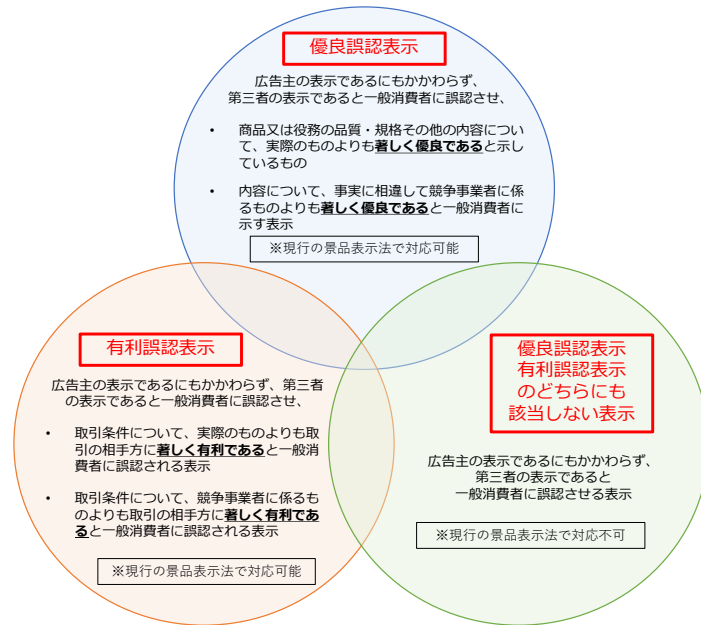 優良誤認表示
広告主の表示であるにもかかわらず、
第三者の表示であると一般消費者に誤認させ、
• 商品又は役務の品質・規格その他の内容につい
て、実際のものよりも著しく優良であると示し
ているもの
• 内容について、事実に相違して競争事業者に係
るものよりも著しく優良であると一般消費者に
示す表示
※現行の景品表示法で対応可能
有利誤認表示
広告主の表示であるにもかかわらず、第三者
の表示であると一般消費者に誤認させ、
• 取引条件について、実際のものよりも取
引の相手方に著しく有利であると一般消
費者に誤認される表示
• 取引条件について、競争事業者に係るも
のよりも取引の相手方に著しく有利であ
ると一般消費者に誤認される表示
※現行の景品表示法で対応可能
優良誤認表示
有利誤認表示
のどちらにも
該当しない表示
広告主の表示であるにもかかわらず、
第三者の表示であると
一般消費者に誤認させる表示
※現行の景品表示法で対応不可